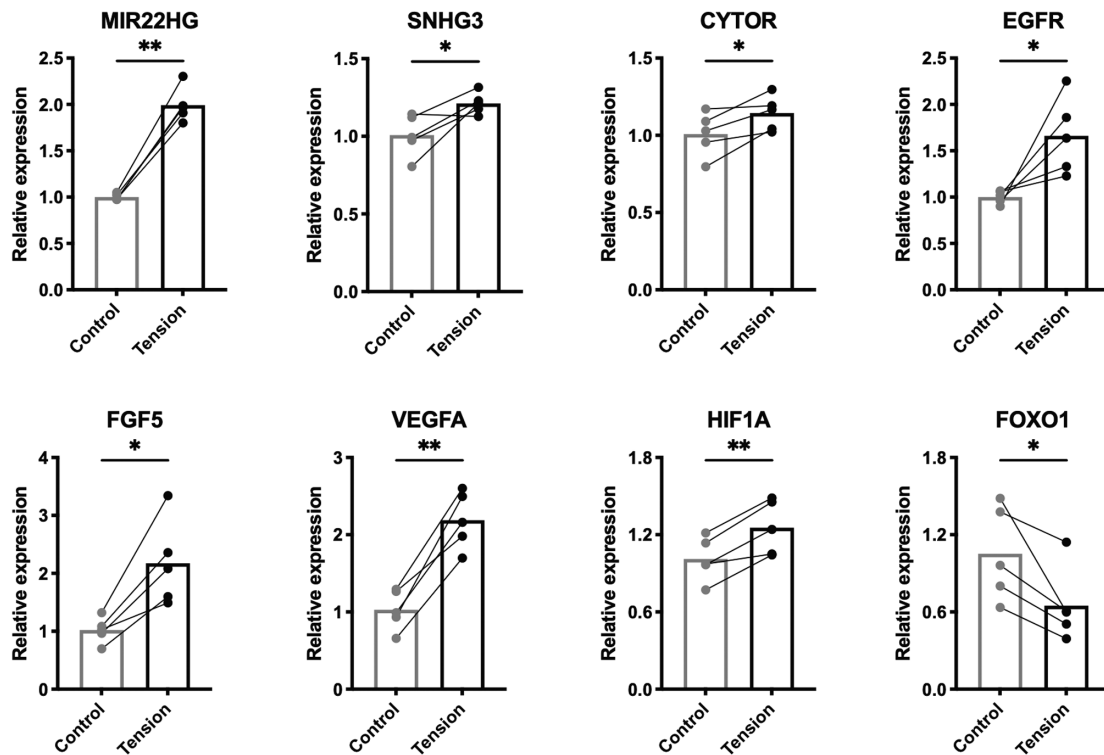 MIR22HG
**
Relative expression
2.5
2.0
1.5
1.0
0.5
0.0
Control
Tension
SNHG3
*
Relative expression
1.5
1.0
0.5
0.0
Control
Tension
CYTOR
*
Relative expression
1.5
1.0
0.5
0.0
Control
Tension
EGFR
*
Relative expression
2.5
2.0
1.5
1.0
0.5
0.0
Control
Tension
FGF5
*
Relative expression
4
3
2
1
0
Control
Tension
VEGFA
**
Relative expression
3
2
1
0
Control
Tension
HIF1A
**
Relative expression
1.8
1.2
0.6
0.0
Control
Tension
FOXO1
*
Relative expression
1.8
1.2
0.6
0.0
Control
Tension